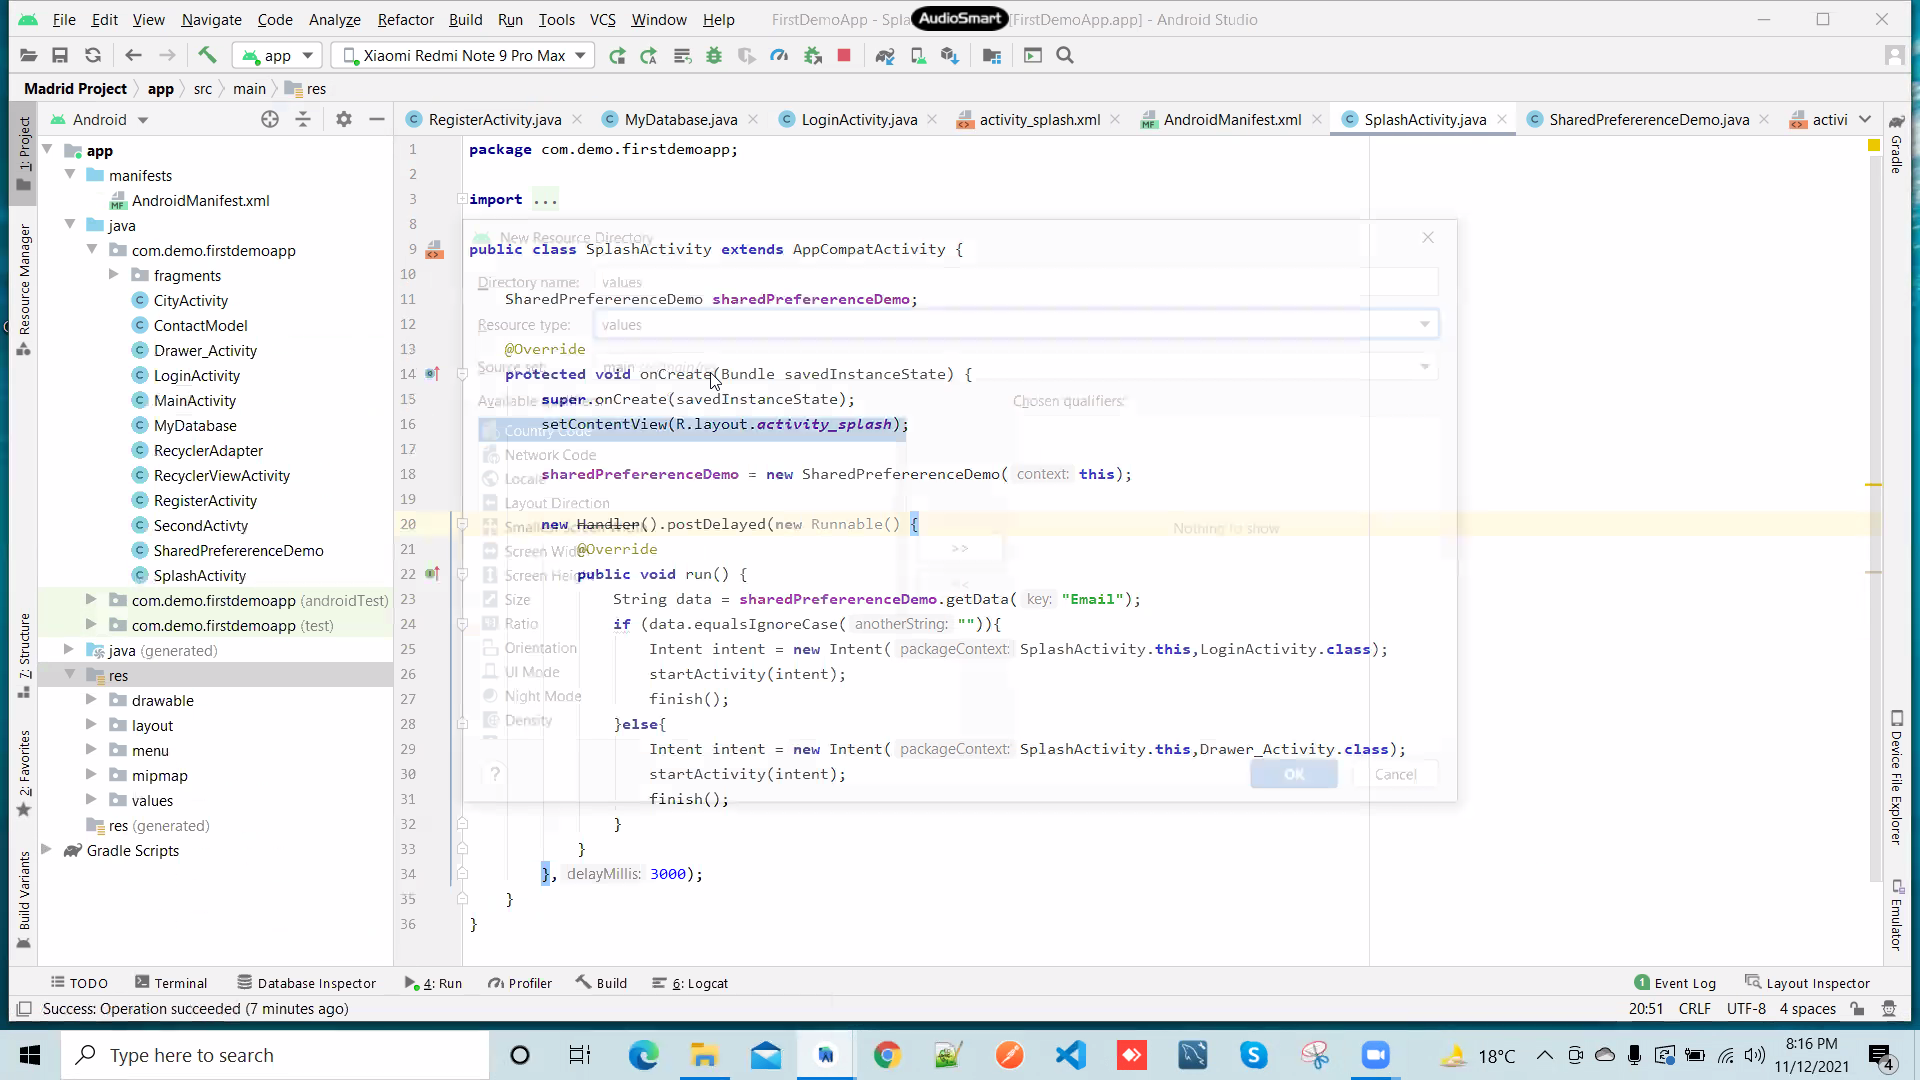 File Edit View Navigate Code Analyze Refactor Build Run Tools VCS Window Help FirstDemoApp - Spla AudioSmart [FirstDemoApp.app] - Android Studio
app Xiaomi Redmi Note 9 Pro Max
Madrid Project app src main res
Android RegisterActivity.java MyDatabase.java LoginActivity.java activity_splash.xml AndroidManifest.xml SplashActivity.java SharedPrefererenceDemo.java activi
1: Project
Resource Manager
7: Structure
2: Favorites
Build Variants
app
manifests
AndroidManifest.xml
java
com.demo.firstdemoapp
fragments
CityActivity
ContactModel
Drawer_Activity
LoginActivity
MainActivity
MyDatabase
RecyclerAdapter
RecyclerViewActivity
RegisterActivity
SecondActivty
SharedPrefererenceDemo
SplashActivity
com.demo.firstdemoapp (androidTest)
com.demo.firstdemoapp (test)
java (generated)
res
drawable
layout
menu
mipmap
values
res (generated)
Gradle Scripts
1 package com.demo.firstdemoapp;
2
3 import ...
8
9 public class SplashActivity extends AppCompatActivity {
10
11 SharedPrefererenceDemo sharedPrefererenceDemo;
12
13 @Override
14 protected void onCreate(Bundle savedInstanceState) {
15 super.onCreate(savedInstanceState);
16 setContentView(R.layout.activity_splash);
17
18 sharedPrefererenceDemo = new SharedPrefererenceDemo( context: this);
19
20 new Handler().postDelayed(new Runnable() {
21 @Override
22 public void run() {
23 String data = sharedPrefererenceDemo.getData( key: "Email");
24 if (data.equalsIgnoreCase( anotherString: "")){
25 Intent intent = new Intent( packageContext: SplashActivity.this,LoginActivity.class);
26 startActivity(intent);
27 finish();
28 }else{
29 Intent intent = new Intent( packageContext: SplashActivity.this,Drawer_Activity.class);
30 startActivity(intent);
31 finish();
32 }
33 }
34 }, delayMillis: 3000);
35 }
36 }
New Resource Directory
Directory name: values
Resource type: values
Source set: main
Chosen qualifiers:
Country Code
Network Code
Locale
Layout Direction
Screen Width
Screen Height
Size
Ratio
Orientation
UI Mode
Night Mode
Density
>>
Nothing to show
?
OK Cancel
Gradle
Device File Explorer
Emulator
TODO Terminal Database Inspector 4: Run Profiler Build 6: Logcat 1 Event Log Layout Inspector
Success: Operation succeeded (7 minutes ago) 20:51 CRLF UTF-8 4 spaces
Type here to search 18°C 8:16 PM
11/12/2021 4